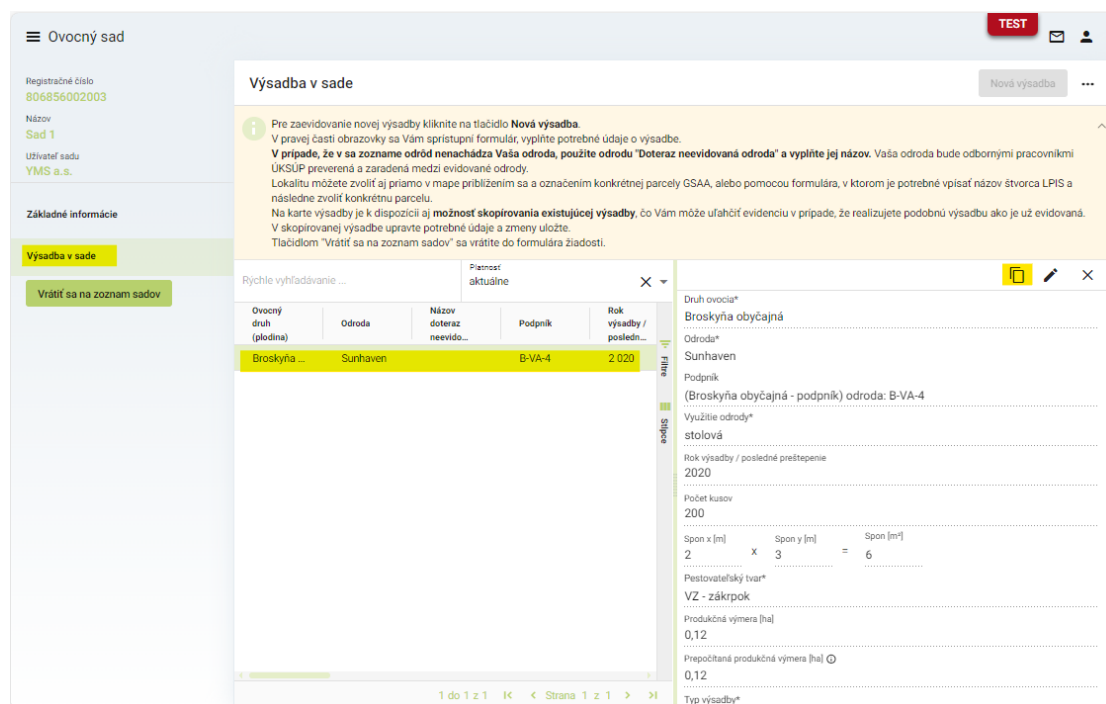 Ovocný sad
TEST
Registračné číslo
806856002003
Názov
Sad 1
Užívateľ sadu
YMS a.s.
Základné informácie
Výsadba v sade
Vrátiť sa na zoznam sadov
Výsadba v sade
Nová výsadba
Pre zaevidovanie novej výsadby kliknite na tlačidlo Nová výsadba.
V pravej časti obrazovky sa Vám sprístupní formulár, vyplňte potrebné údaje o výsadbe.
V prípade, že v sa zozname odrôd nenachádza Vaša odroda, použite odrodu "Doteraz neevidovaná odroda" a vyplňte jej názov. Vaša odroda bude odbornými pracovníkmi
ÚKSÚP preverená a zaradená medzi evidované odrody.
Lokalitu môžete zvoliť aj priamo v mape priblížením sa a označením konkrétnej parcely GSAA, alebo pomocou formulára, v ktorom je potrebné vpísať názov štvorca LPIS a
následne zvoliť konkrétnu parcelu.
Na karte výsadby je k dispozícii aj možnosť skopírovania existujúcej výsadby, čo Vám môže uľahčiť evidenciu v prípade, že realizujete podobnú výsadbu ako je už evidovaná.
V skopírovanej výsadbe upravte potrebné údaje a zmeny uložte.
Tlačidlom "Vrátiť sa na zoznam sadov" sa vrátite do formulára žiadosti.
Rýchle vyhľadávanie ...
Platnosť
aktuálne
Ovocný druh (plodina) Odroda Názov doteraz neevido... Podpník Rok výsadby / posledn...
Broskyňa ... Sunhaven B-VA-4 2 020
Filtre
Stĺpce
1 do 1 z 1 Strana 1 z 1
Druh ovocia*
Broskyňa obyčajná
Odroda*
Sunhaven
Podpník
(Broskyňa obyčajná - podpník) odroda: B-VA-4
Využitie odrody*
stolová
Rok výsadby / posledné preštepenie
2020
Počet kusov
200
Spon x [m] Spon y [m] Spon [m²]
2 x 3 = 6
Pestovateľský tvar*
VZ - zákrpok
Produkčná výmera [ha]
0,12
Prepočítaná produkčná výmera [ha]
0,12
Typ výsadby*